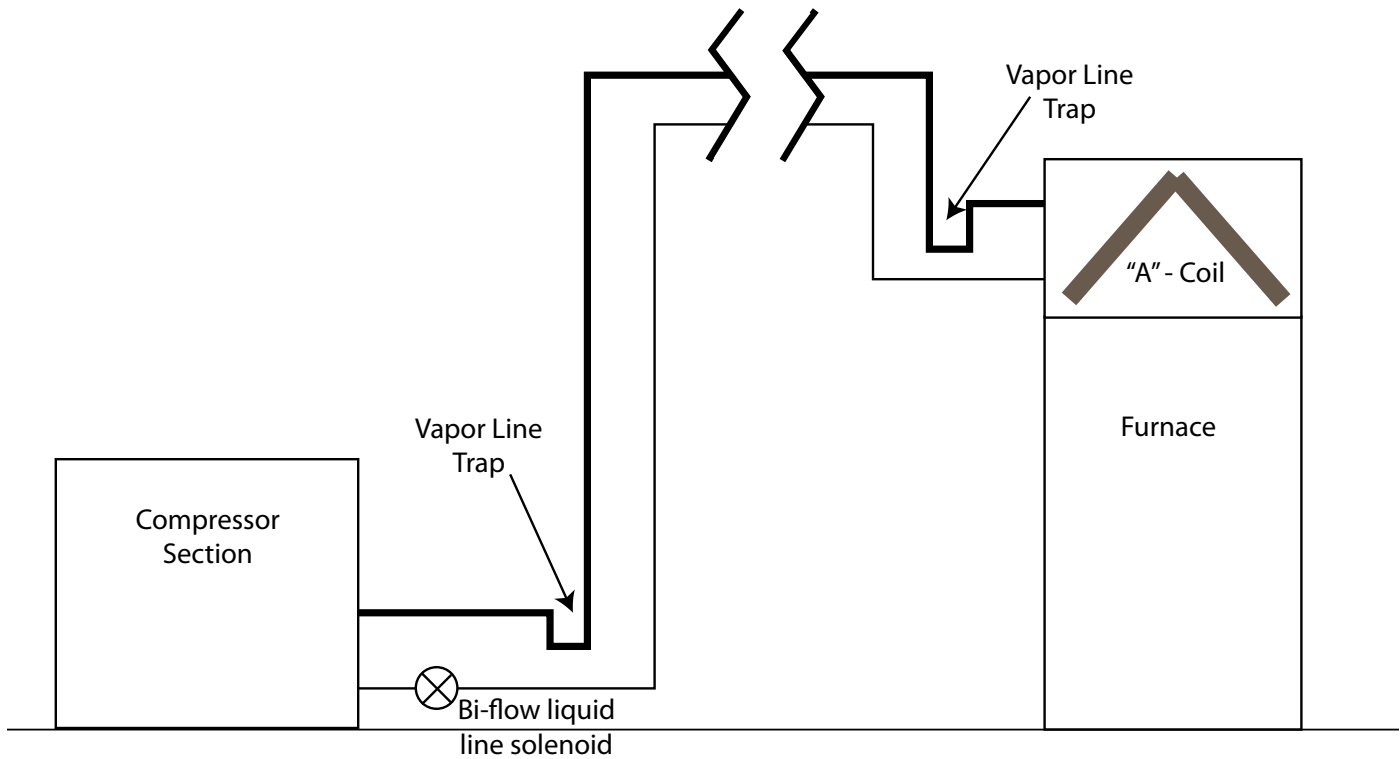 Vapor Line
Trap
“A” - Coil
Furnace
Vapor Line
Trap
Compressor
Section
Bi-flow liquid
line solenoid